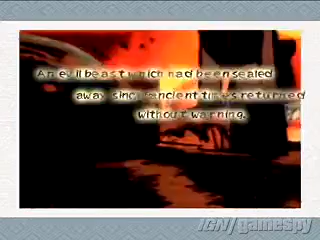 An evil beast which had been sealed
away since ancient times returned
without warning.
IGN/gamespy